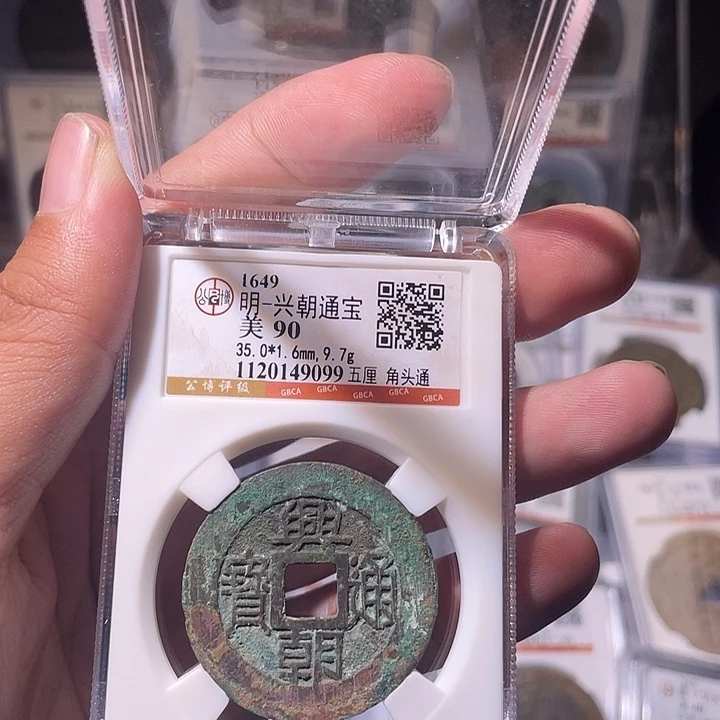 1649
明-兴朝通宝
美 90
35.0*1.6mm, 9.7g
1120149099 五厘 角头通
公博评级 GBCA GBCA GBCA GBCA GBCA
興
寳 通
朝